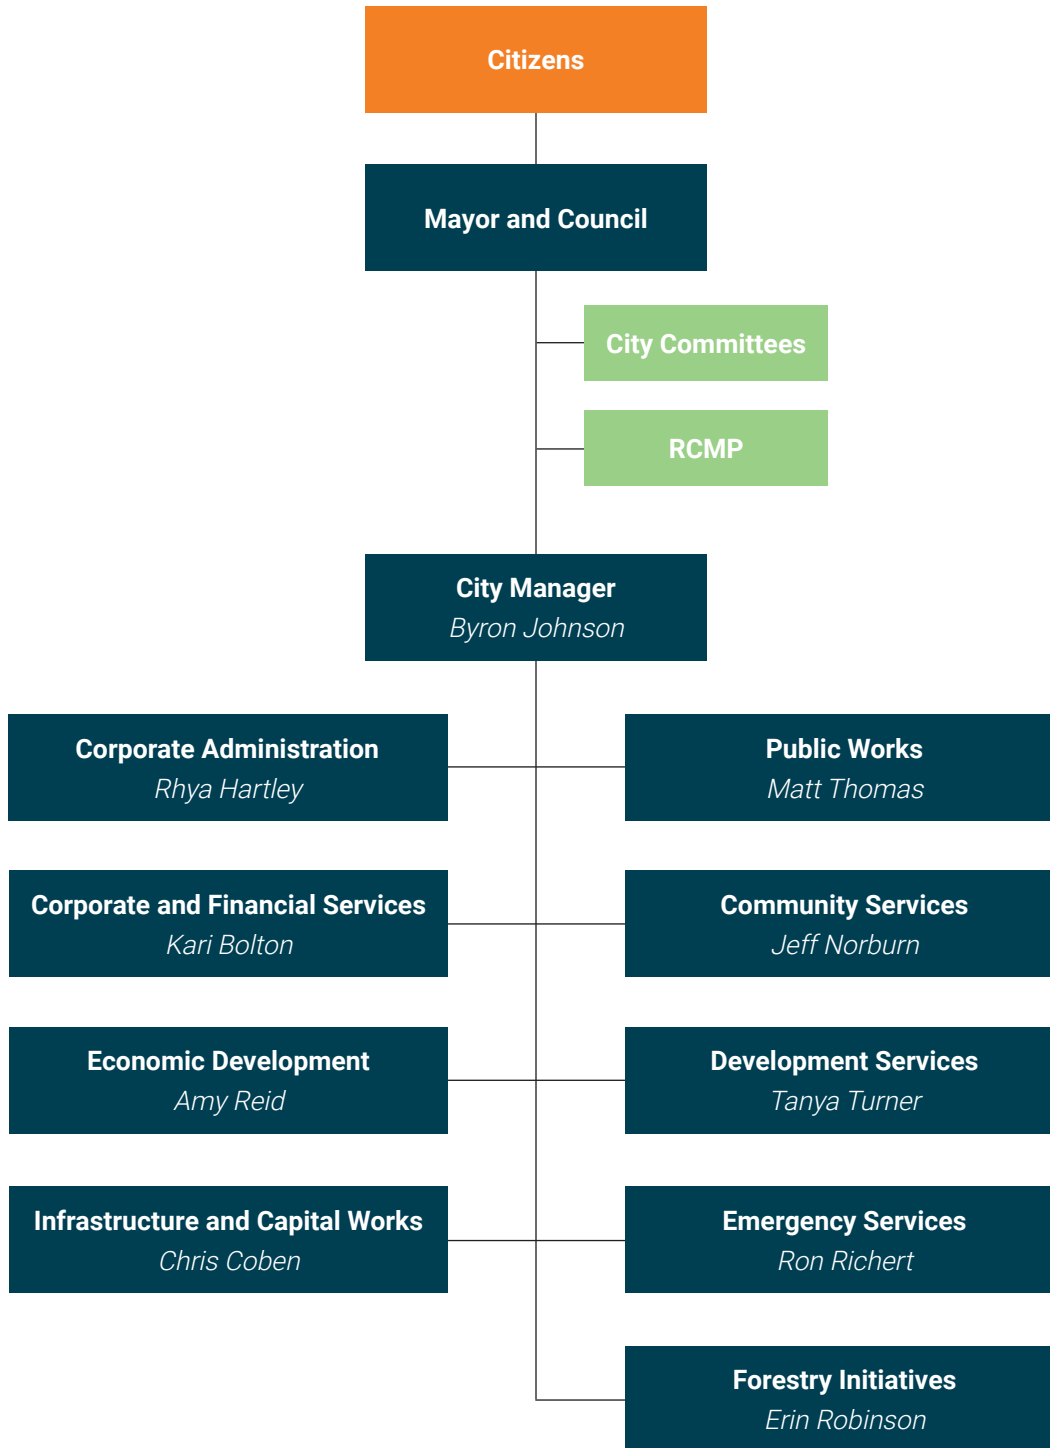 Citizens
Mayor and Council
City Committees
RCMP
City Manager
Byron Johnson
Corporate Administration
Rhya Hartley
Public Works
Matt Thomas
Corporate and Financial Services
Kari Bolton
Community Services
Jeff Norburn
Economic Development
Amy Reid
Development Services
Tanya Turner
Infrastructure and Capital Works
Chris Coben
Emergency Services
Ron Richert
Forestry Initiatives
Erin Robinson